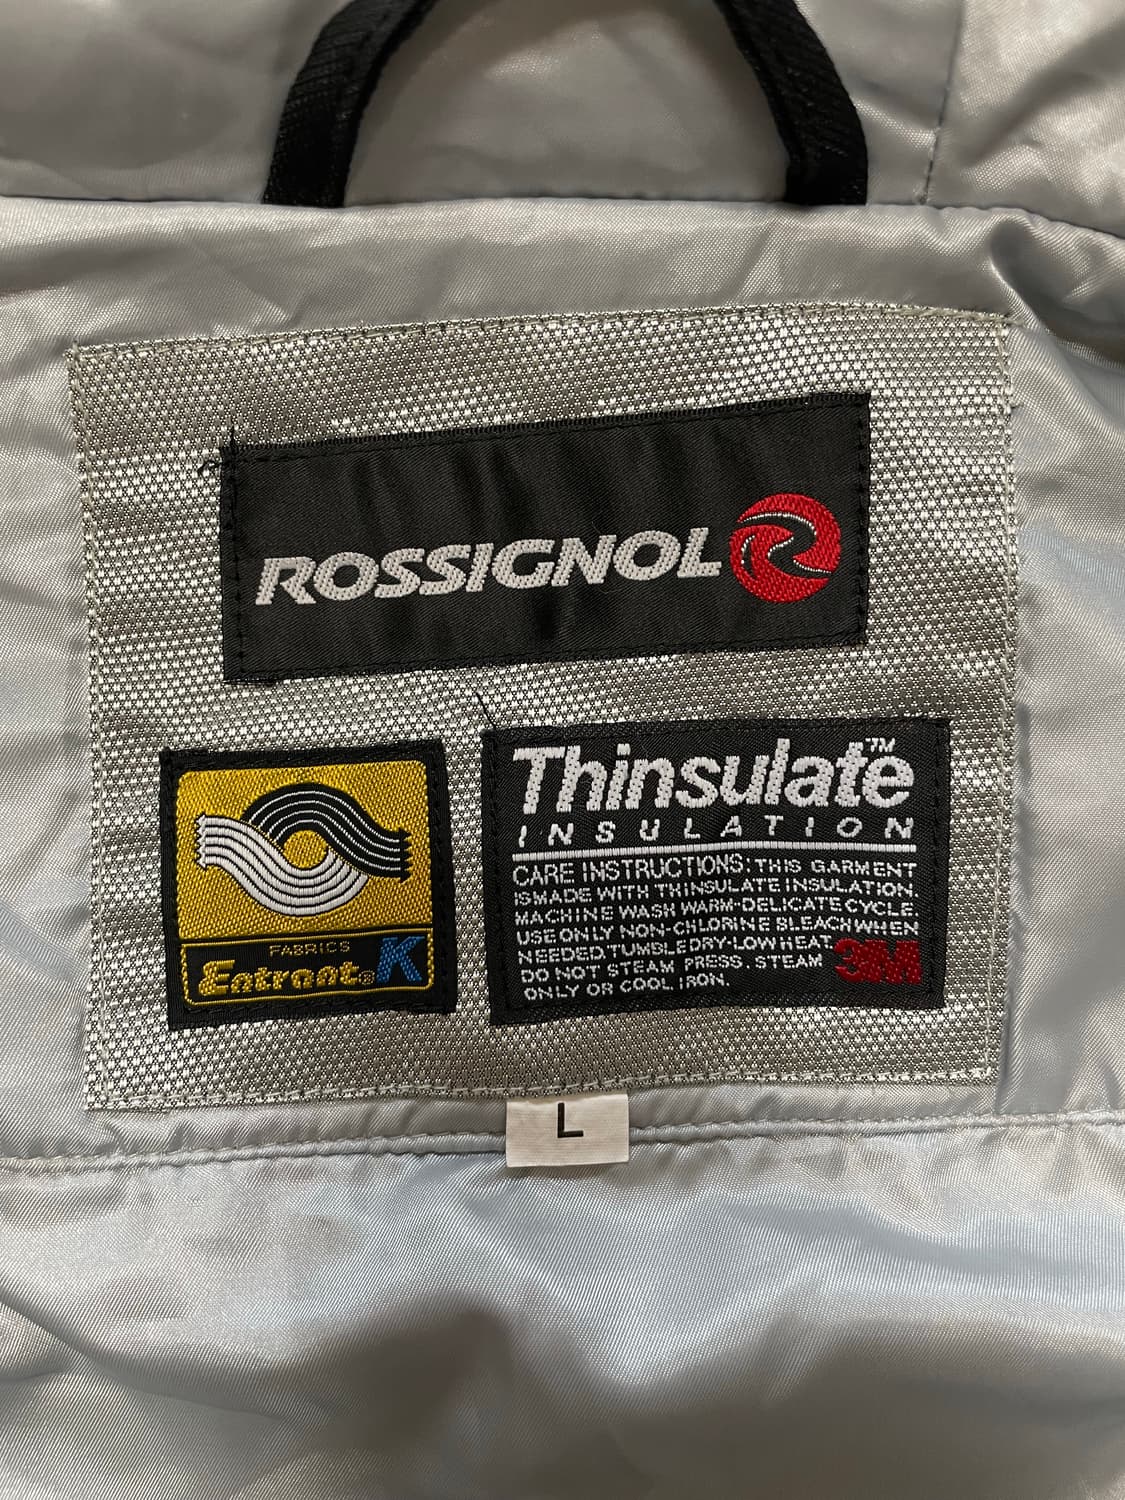 ROSSIGNOL
Thinsulate™
INSULATION
CARE INSTRUCTIONS: THIS GARMENT
IS MADE WITH THINSULATE INSULATION.
MACHINE WASH WARM-DELICATE CYCLE.
USE ONLY NON-CHLORINE BLEACH WHEN
NEEDED. TUMBLE DRY-LOW HEAT.
DO NOT STEAM PRESS. STEAM
ONLY OR COOL IRON.
3M
FABRICS
Entrant® K
L